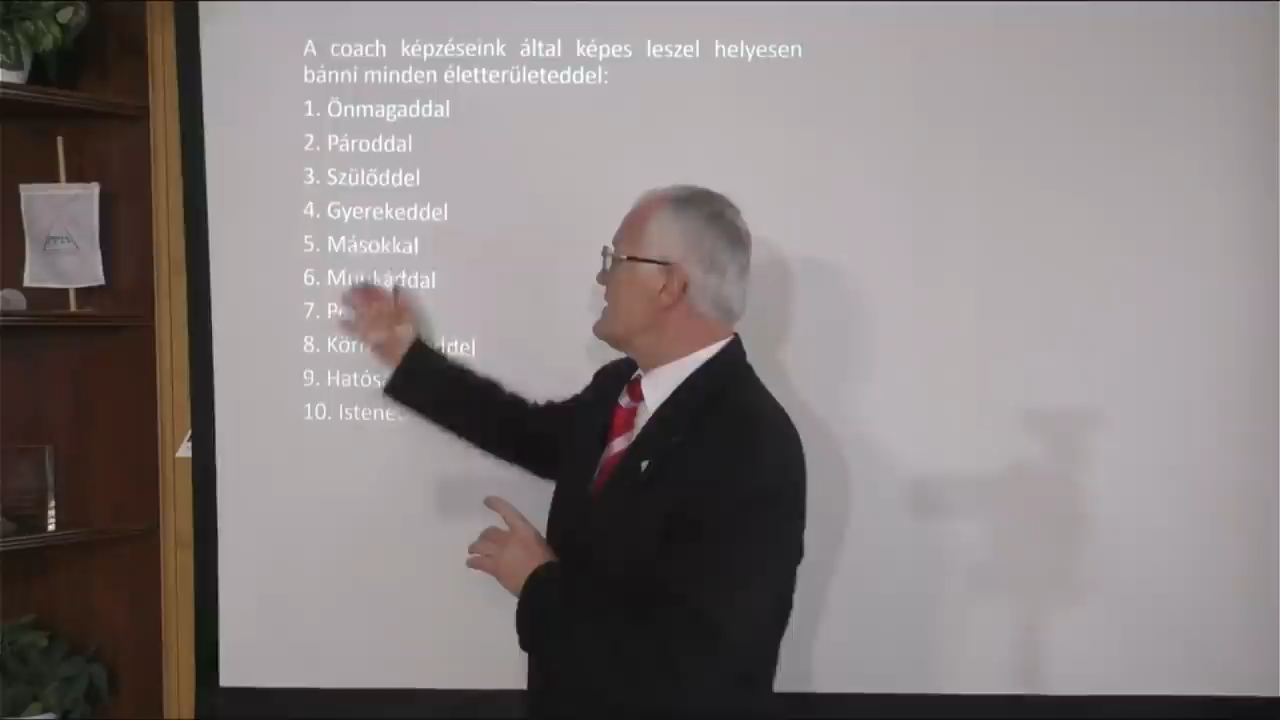 A coach képzéseink által képes leszel helyesen
bánni minden életterületeddel:
1. Önmagaddal
2. Pároddal
3. Szülőddel
4. Gyerekeddel
5. Másokkal
6. Munkáddal
7.
8.
9.
10.